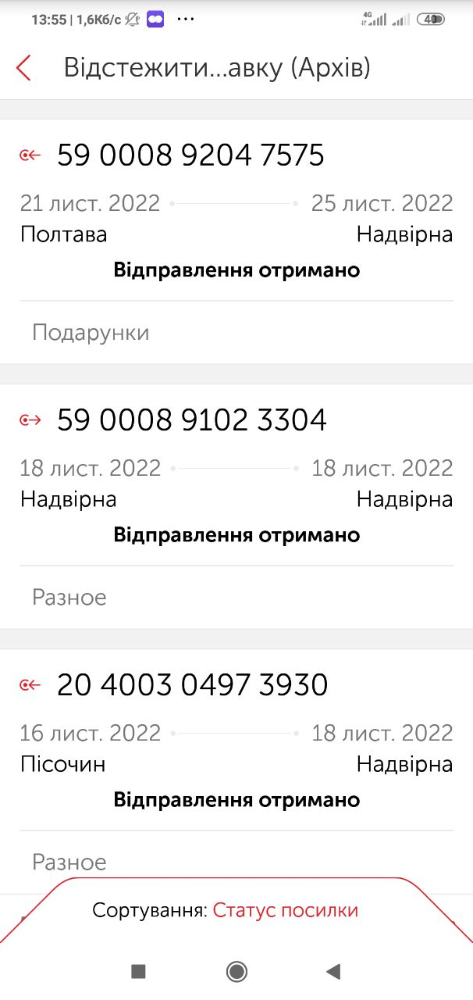 13:55 | 1,6Кб/с ... 4G 40
Відстежити...авку (Архів)
59 0008 9204 7575
21 лист. 2022 25 лист. 2022
Полтава Надвірна
Відправлення отримано
Подарунки
59 0008 9102 3304
18 лист. 2022 18 лист. 2022
Надвірна Надвірна
Відправлення отримано
Разное
20 4003 0497 3930
16 лист. 2022 18 лист. 2022
Пісочин Надвірна
Відправлення отримано
Разное
Сортування: Статус посилки